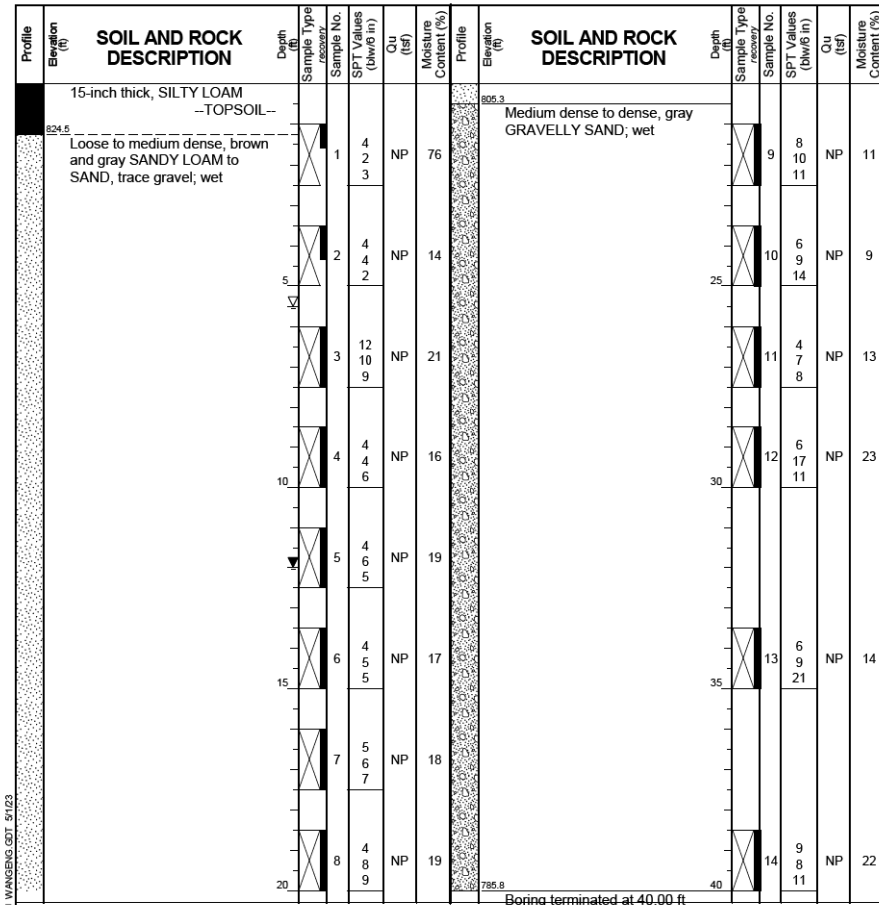 Profile
Elevation
(ft)
SOIL AND ROCK
DESCRIPTION
Depth
(ft)
Sample Type
recovery
Sample No.
SPT Values
(blw/6 in)
Qu
(tsf)
Moisture
Content (%)
15-inch thick, SILTY LOAM
--TOPSOIL--
824.5
Loose to medium dense, brown
and gray SANDY LOAM to
SAND, trace gravel; wet
1
4
2
3
NP
76
2
4
4
2
NP
14
5
3
12
10
9
NP
21
4
4
4
6
NP
16
10
5
4
6
5
NP
19
6
4
5
5
NP
17
15
7
5
6
7
NP
18
8
4
8
9
NP
19
20
Profile
Elevation
(ft)
SOIL AND ROCK
DESCRIPTION
Depth
(ft)
Sample Type
recovery
Sample No.
SPT Values
(blw/6 in)
Qu
(tsf)
Moisture
Content (%)
805.3
Medium dense to dense, gray
GRAVELLY SAND; wet
9
8
10
11
NP
11
10
6
9
14
NP
9
25
11
4
7
8
NP
13
12
6
17
11
NP
23
30
13
6
9
21
NP
14
35
14
9
8
11
NP
22
40
785.8
Boring terminated at 40.00 ft
WANGENG.GDT 5/1/23